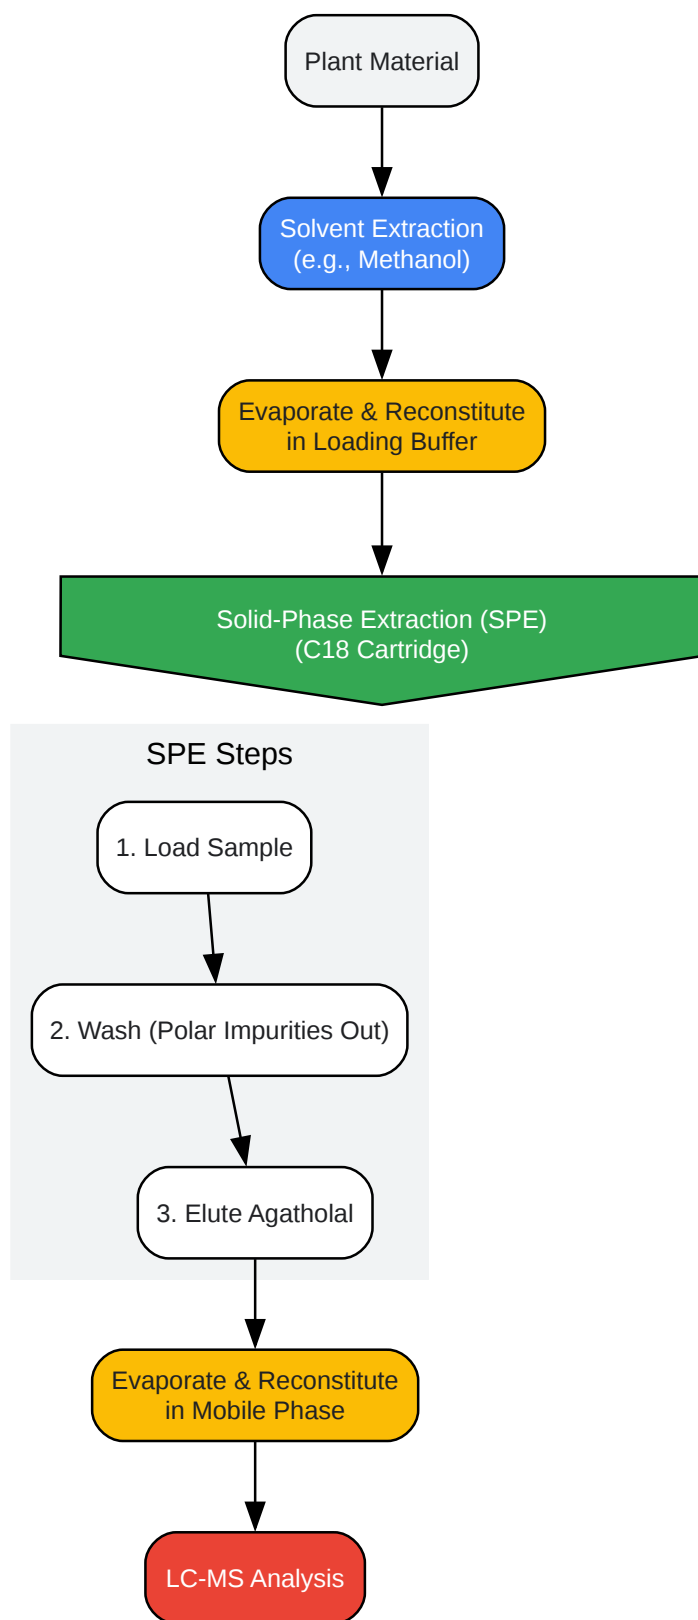 Plant Material
Solvent Extraction
(e.g., Methanol)
Evaporate & Reconstitute
in Loading Buffer
Solid-Phase Extraction (SPE)
(C18 Cartridge)
SPE Steps
1. Load Sample
2. Wash (Polar Impurities Out)
3. Elute Agatholal
Evaporate & Reconstitute
in Mobile Phase
LC-MS Analysis